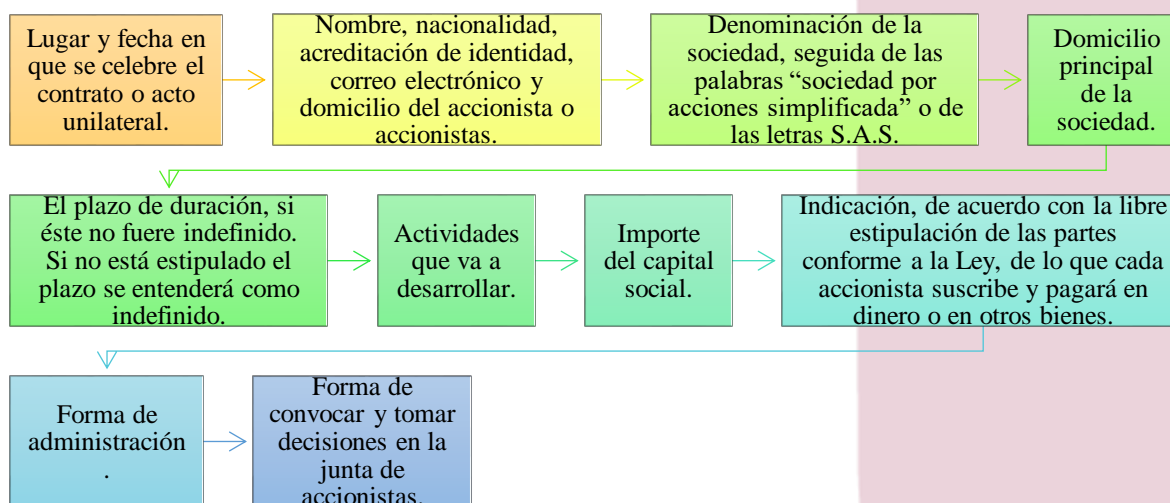 Lugar y fecha en
que se celebre el
contrato o acto
unilateral.
Nombre, nacionalidad,
acreditación de identidad,
correo electrónico y
domicilio del accionista o
accionistas.
Denominación de la
sociedad, seguida de las
palabras “sociedad por
acciones simplificada” o de
las letras S.A.S.
Domicilio
principal
de la
sociedad.
El plazo de duración, si
éste no fuere indefinido.
Si no está estipulado el
plazo se entenderá como
indefinido.
Actividades
que va a
desarrollar.
Importe
del capital
social.
Indicación, de acuerdo con la libre
estipulación de las partes
conforme a la Ley, de lo que cada
accionista suscribe y pagará en
dinero o en otros bienes.
Forma de
administración
.
Forma de
convocar y tomar
decisiones en la
junta de
accionistas.